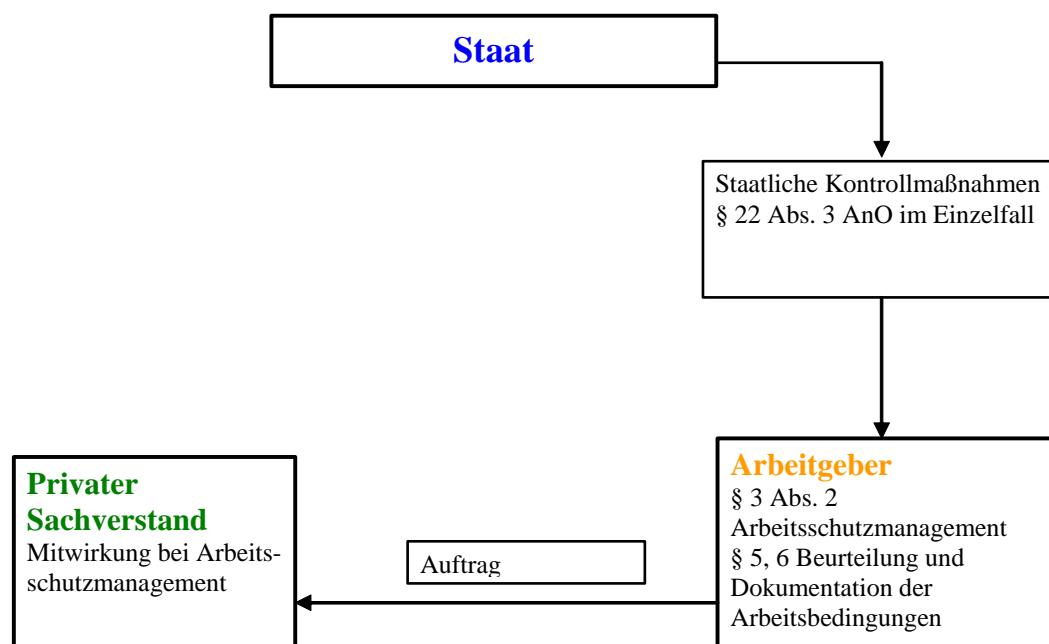 Staat
Staatliche Kontrollmaßnahmen
§ 22 Abs. 3 AnO im Einzelfall
Arbeitgeber
§ 3 Abs. 2
Arbeitsschutzmanagement
§ 5, 6 Beurteilung und
Dokumentation der
Arbeitsbedingungen
Auftrag
Privater
Sachverstand
Mitwirkung bei Arbeits-
schutzmanagement